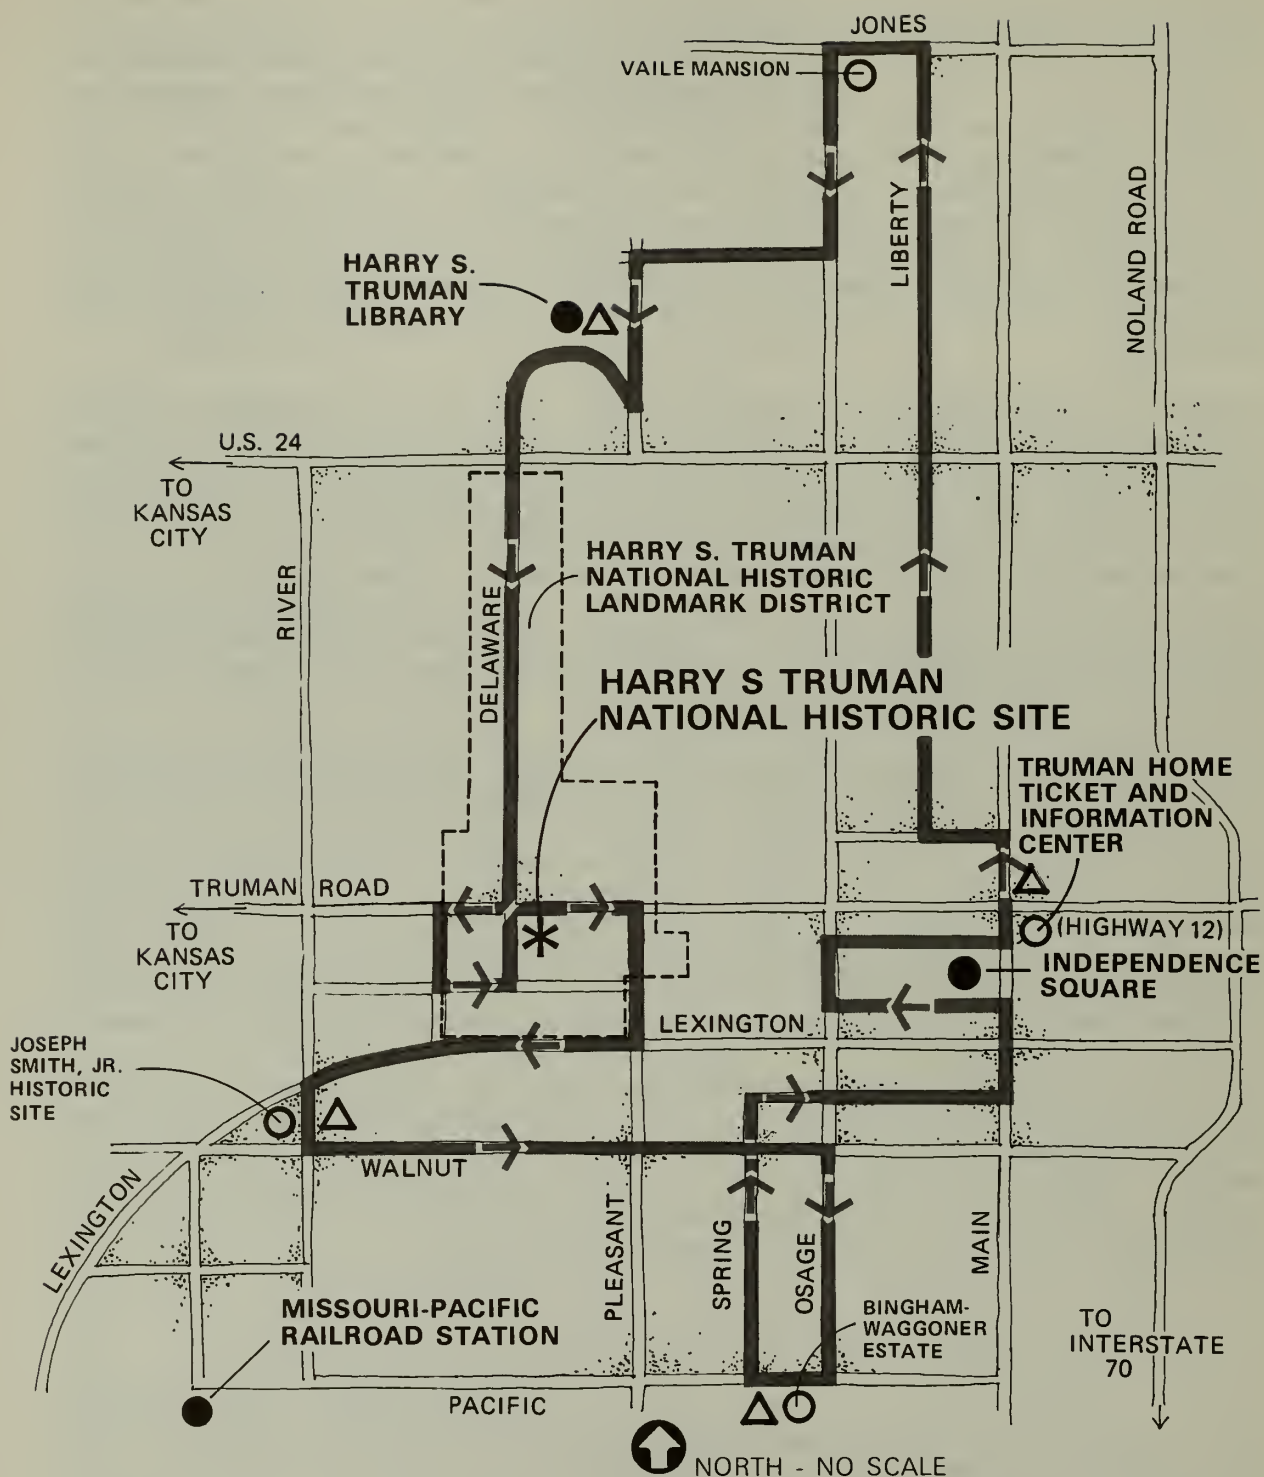 JONES
VAILE MANSION
LIBERTY
NOLAND ROAD
HARRY S.
TRUMAN
LIBRARY
U.S. 24
TO
KANSAS
CITY
RIVER
DELAWARE
HARRY S. TRUMAN
NATIONAL HISTORIC
LANDMARK DISTRICT
HARRY S TRUMAN
NATIONAL HISTORIC SITE
TRUMAN HOME
TICKET AND
INFORMATION
CENTER
TRUMAN ROAD
TO
KANSAS
CITY
(HIGHWAY 12)
INDEPENDENCE
SQUARE
LEXINGTON
JOSEPH
SMITH, JR.
HISTORIC
SITE
WALNUT
LEXINGTON
PLEASANT
SPRING
OSAGE
MAIN
MISSOURI-PACIFIC
RAILROAD STATION
BINGHAM-
WAGGONER
ESTATE
TO
INTERSTATE
70
PACIFIC
NORTH - NO SCALE